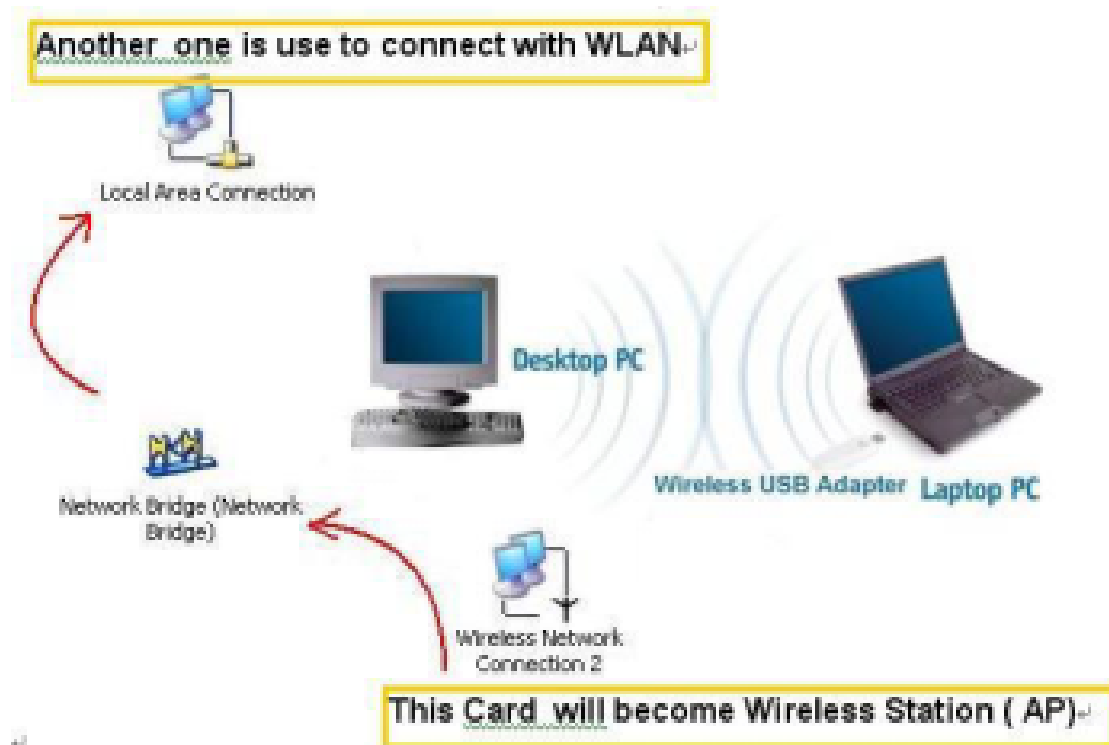 Another one is use to connect with WLAN
Local Area Connection
Desktop PC
Wireless USB Adapter Laptop PC
Network Bridge (Network
Bridge)
Wireless Network
Connection 2
This Card will become Wireless Station ( AP)